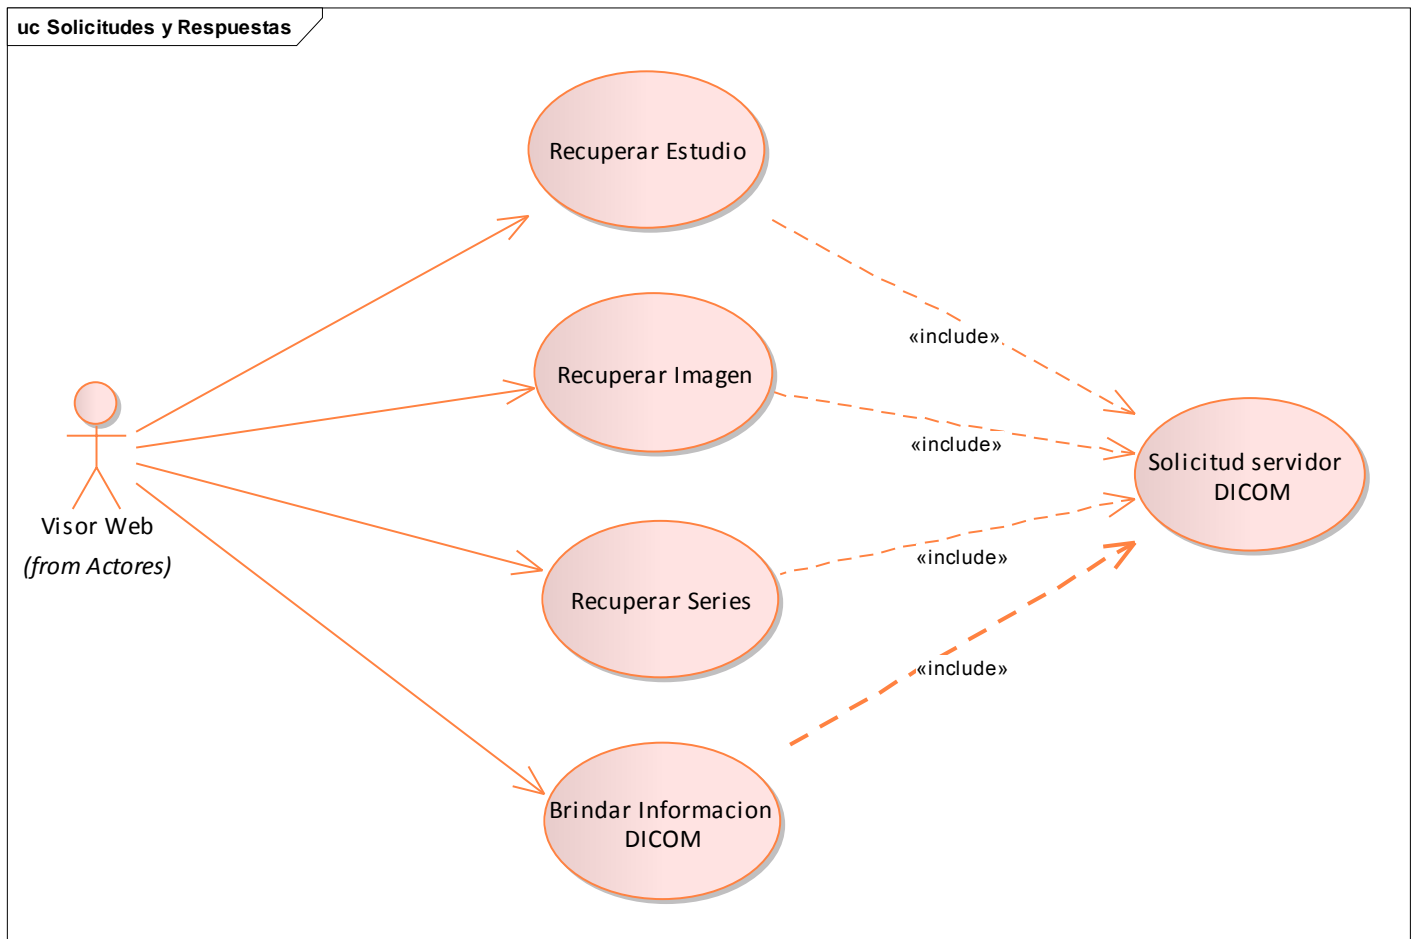 uc Solicitudes y Respuestas
Recuperar Estudio
«include»
Recuperar Imagen
«include»
Solicitud servidor
DICOM
Visor Web
(from Actores)
«include»
Recuperar Series
«include»
Brindar Informacion
DICOM